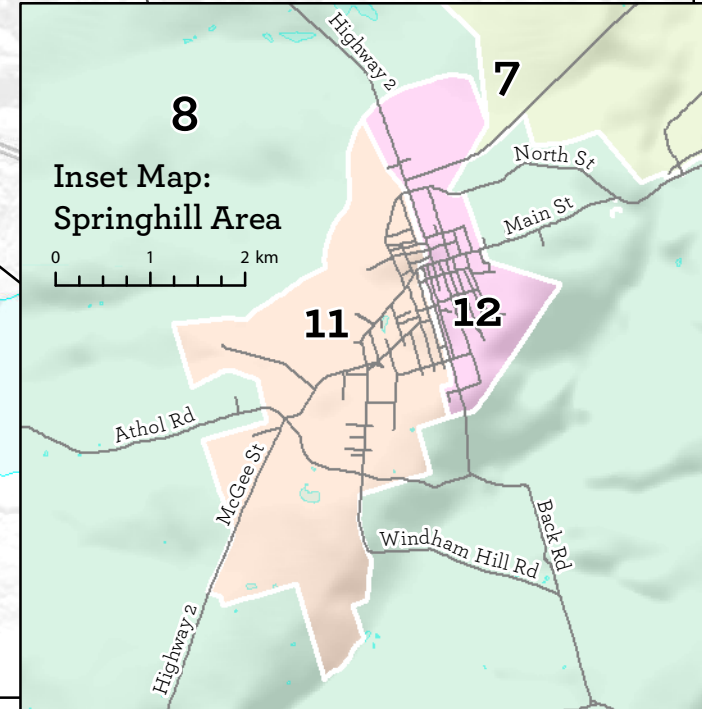 Highway 2
7
8
North St
Inset Map:
Springhill Area
Main St
0 1 2 km
11
12
Athol Rd
McGee St
Back Rd
Windham Hill Rd
Highway 2